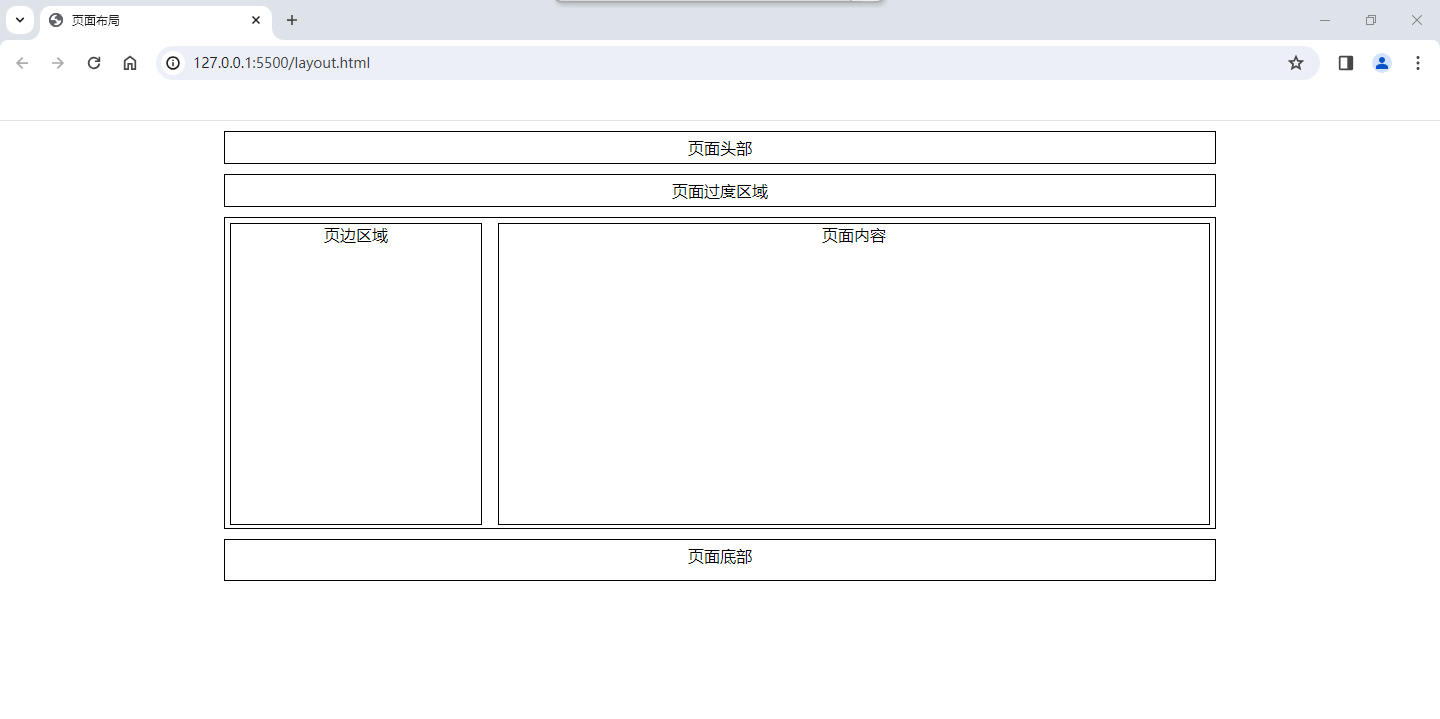 页面布局
127.0.0.1:5500/layout.html
页面头部
页面过度区域
页边区域
页面内容
页面底部